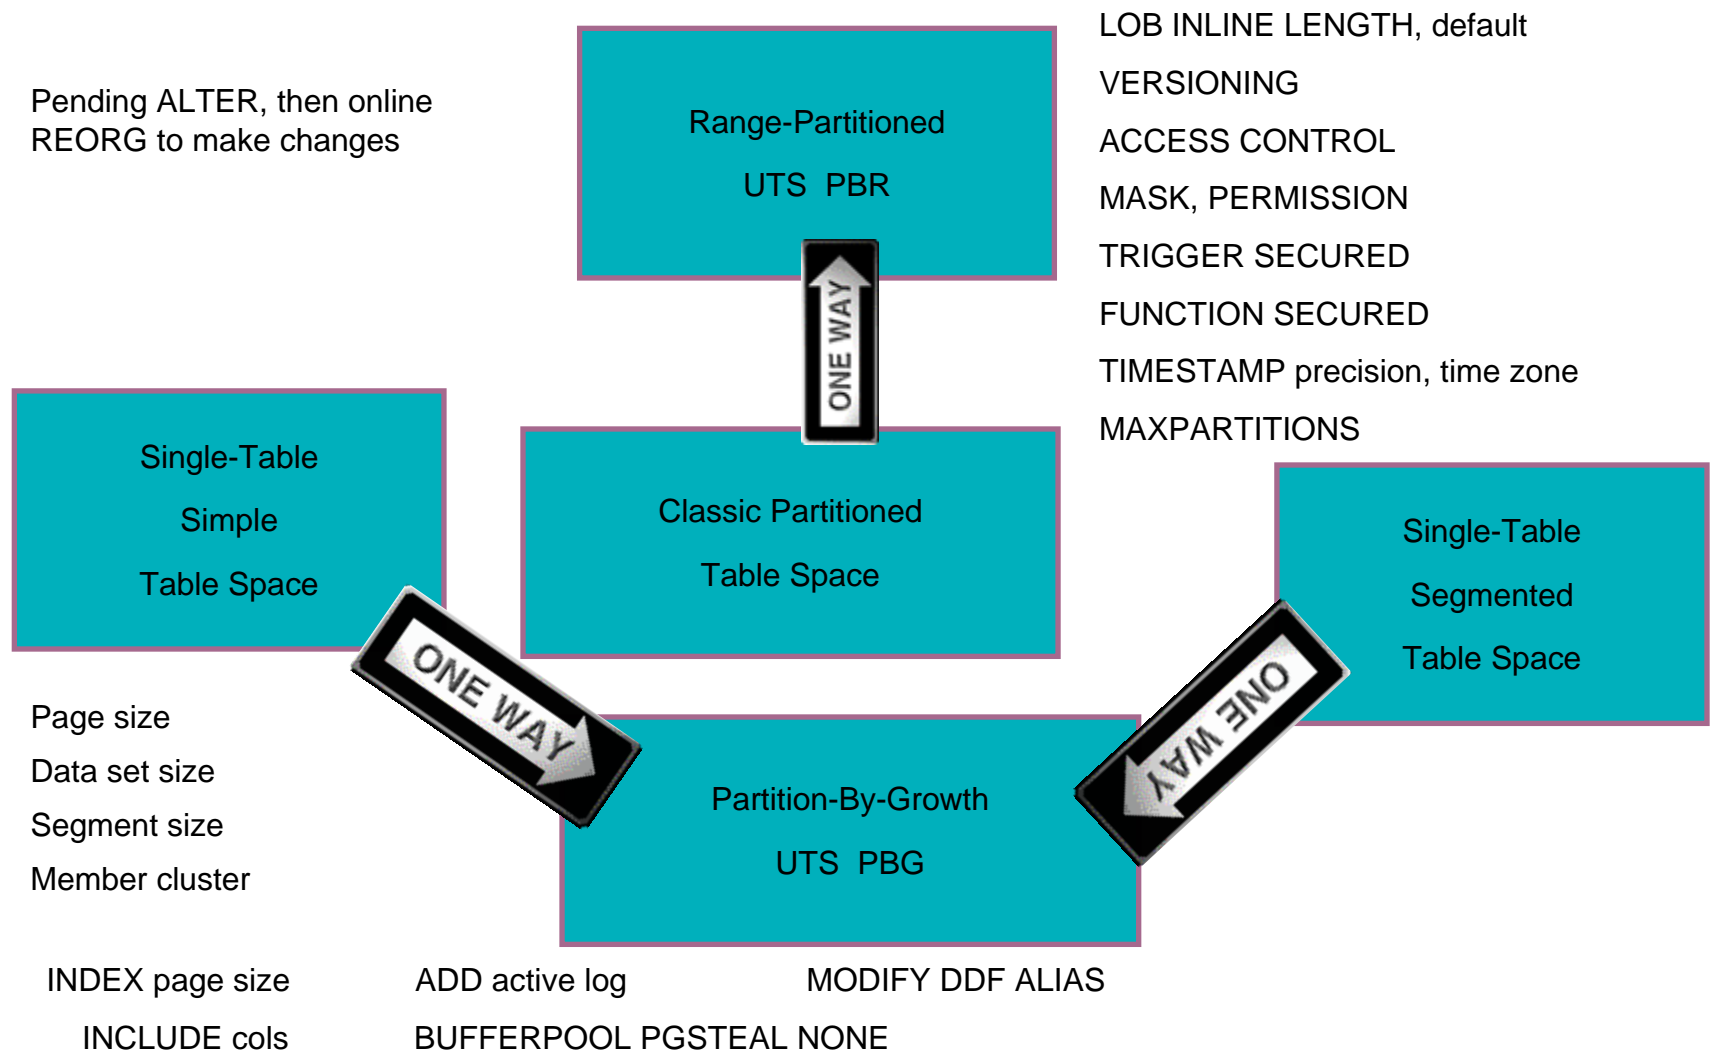 LOB INLINE LENGTH, default
VERSIONING
ACCESS CONTROL
MASK, PERMISSION
TRIGGER SECURED
FUNCTION SECURED
TIMESTAMP precision, time zone
MAXPARTITIONS
Pending ALTER, then online
REORG to make changes
Range-Partitioned
UTS PBR
ONE WAY
Single-Table
Simple
Table Space
Classic Partitioned
Table Space
Single-Table
Segmented
Table Space
ONE WAY
ONE WAY
Page size
Data set size
Segment size
Member cluster
Partition-By-Growth
UTS PBG
INDEX page size
ADD active log
MODIFY DDF ALIAS
INCLUDE cols
BUFFERPOOL PGSTEAL NONE